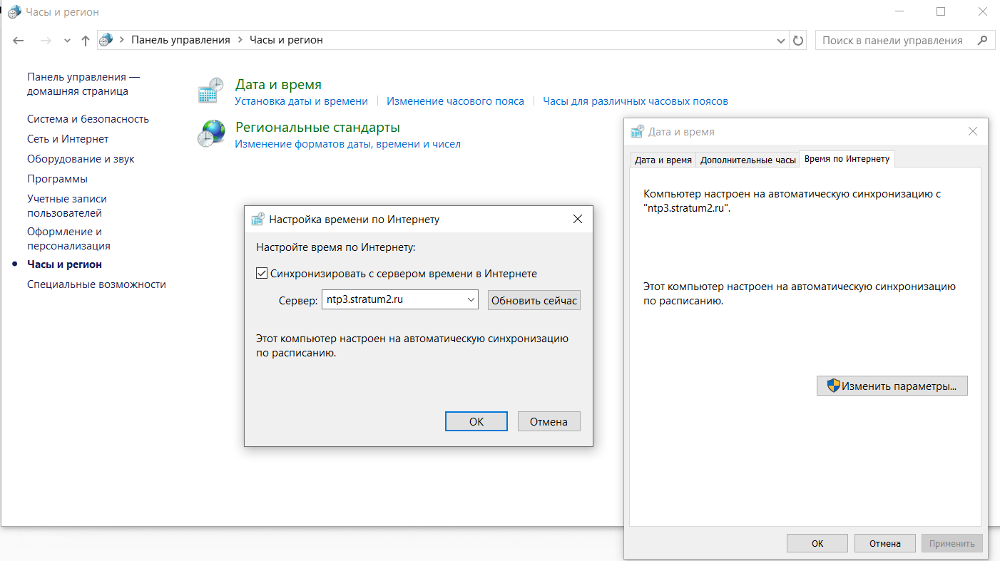 Часы и регион
Панель управления > Часы и регион
Поиск в панели управления
Панель управления —
домашняя страница
Система и безопасность
Сеть и Интернет
Оборудование и звук
Программы
Учетные записи
пользователей
Оформление и
персонализация
Часы и регион
Специальные возможности
Дата и время
Установка даты и времени
Изменение часового пояса
Часы для различных часовых поясов
Региональные стандарты
Изменение форматов даты, времени и чисел
Настройка времени по Интернету
Настройте время по Интернету:
Синхронизировать с сервером времени в Интернете
Сервер: ntp3.stratum2.ru Обновить сейчас
Этот компьютер настроен на автоматическую синхронизацию
по расписанию.
ОК Отмена
Дата и время
Дата и время Дополнительные часы Время по Интернету
Компьютер настроен на автоматическую синхронизацию с
"ntp3.stratum2.ru".
Этот компьютер настроен на автоматическую синхронизацию
по расписанию.
Изменить параметры...
ОК Отмена Применить